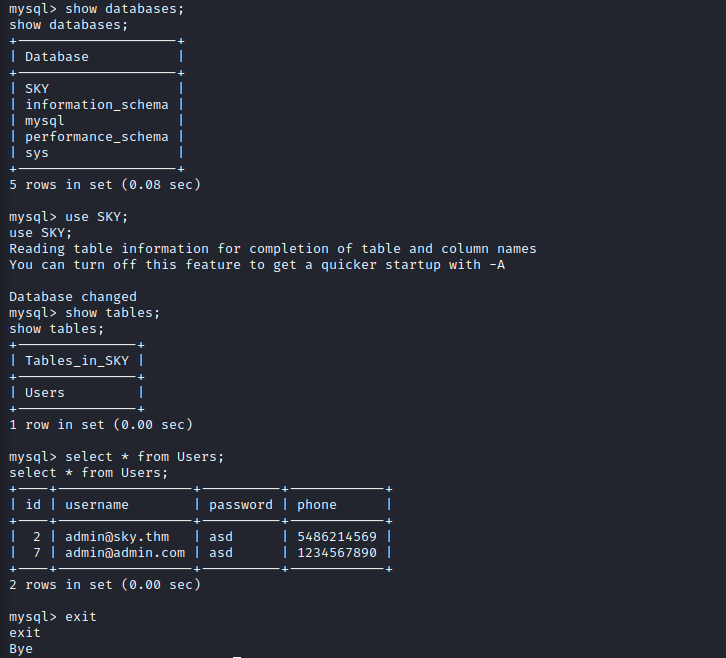 mysql> show databases;
show databases;
+--------------------+
| Database           |
+--------------------+
| SKY                |
| information_schema |
| mysql              |
| performance_schema |
| sys                |
+--------------------+
5 rows in set (0.08 sec)

mysql> use SKY;
use SKY;
Reading table information for completion of table and column names
You can turn off this feature to get a quicker startup with -A

Database changed
mysql> show tables;
show tables;
+---------------+
| Tables_in_SKY |
+---------------+
| Users         |
+---------------+
1 row in set (0.00 sec)

mysql> select * from Users;
select * from Users;
+----+-----------------+----------+------------+
| id | username        | password | phone      |
+----+-----------------+----------+------------+
|  2 | admin@sky.thm   | asd      | 5486214569 |
|  7 | admin@admin.com | asd      | 1234567890 |
+----+-----------------+----------+------------+
2 rows in set (0.00 sec)

mysql> exit
exit
Bye